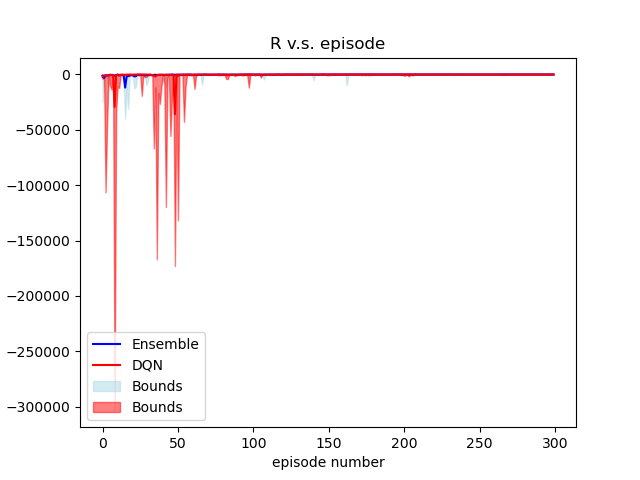 R v.s. episode
0
−50000
−100000
−150000
−200000
−250000
−300000
Ensemble
DQN
Bounds
Bounds
0 50 100 150 200 250 300
episode number